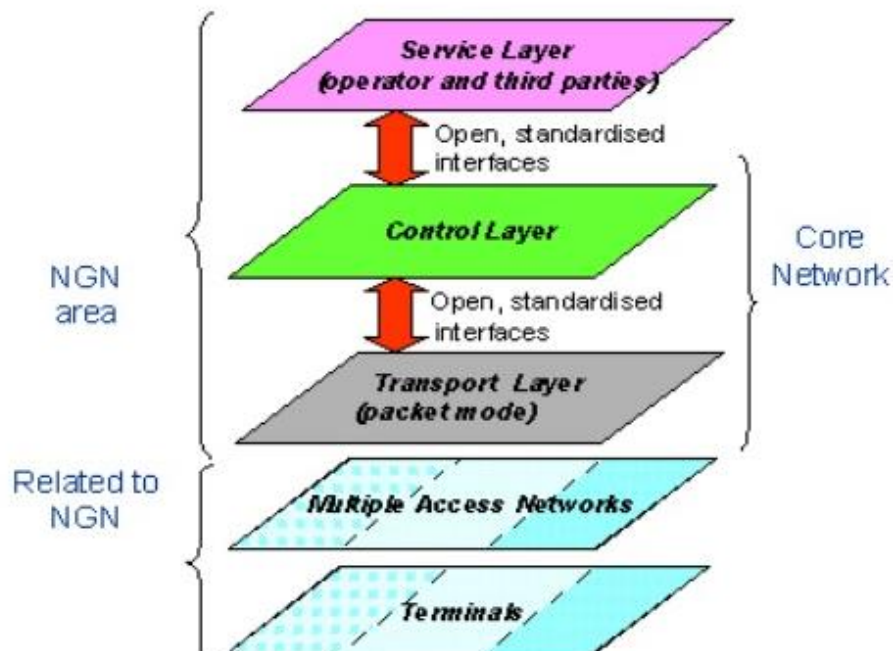 Service Layer
(operator and third parties)
Open, standardised
interfaces
Control Layer
Core
Network
NGN
area
Open, standardised
interfaces
Transport Layer
(packet mode)
Related to
NGN
Multiple Access Networks
Terminals